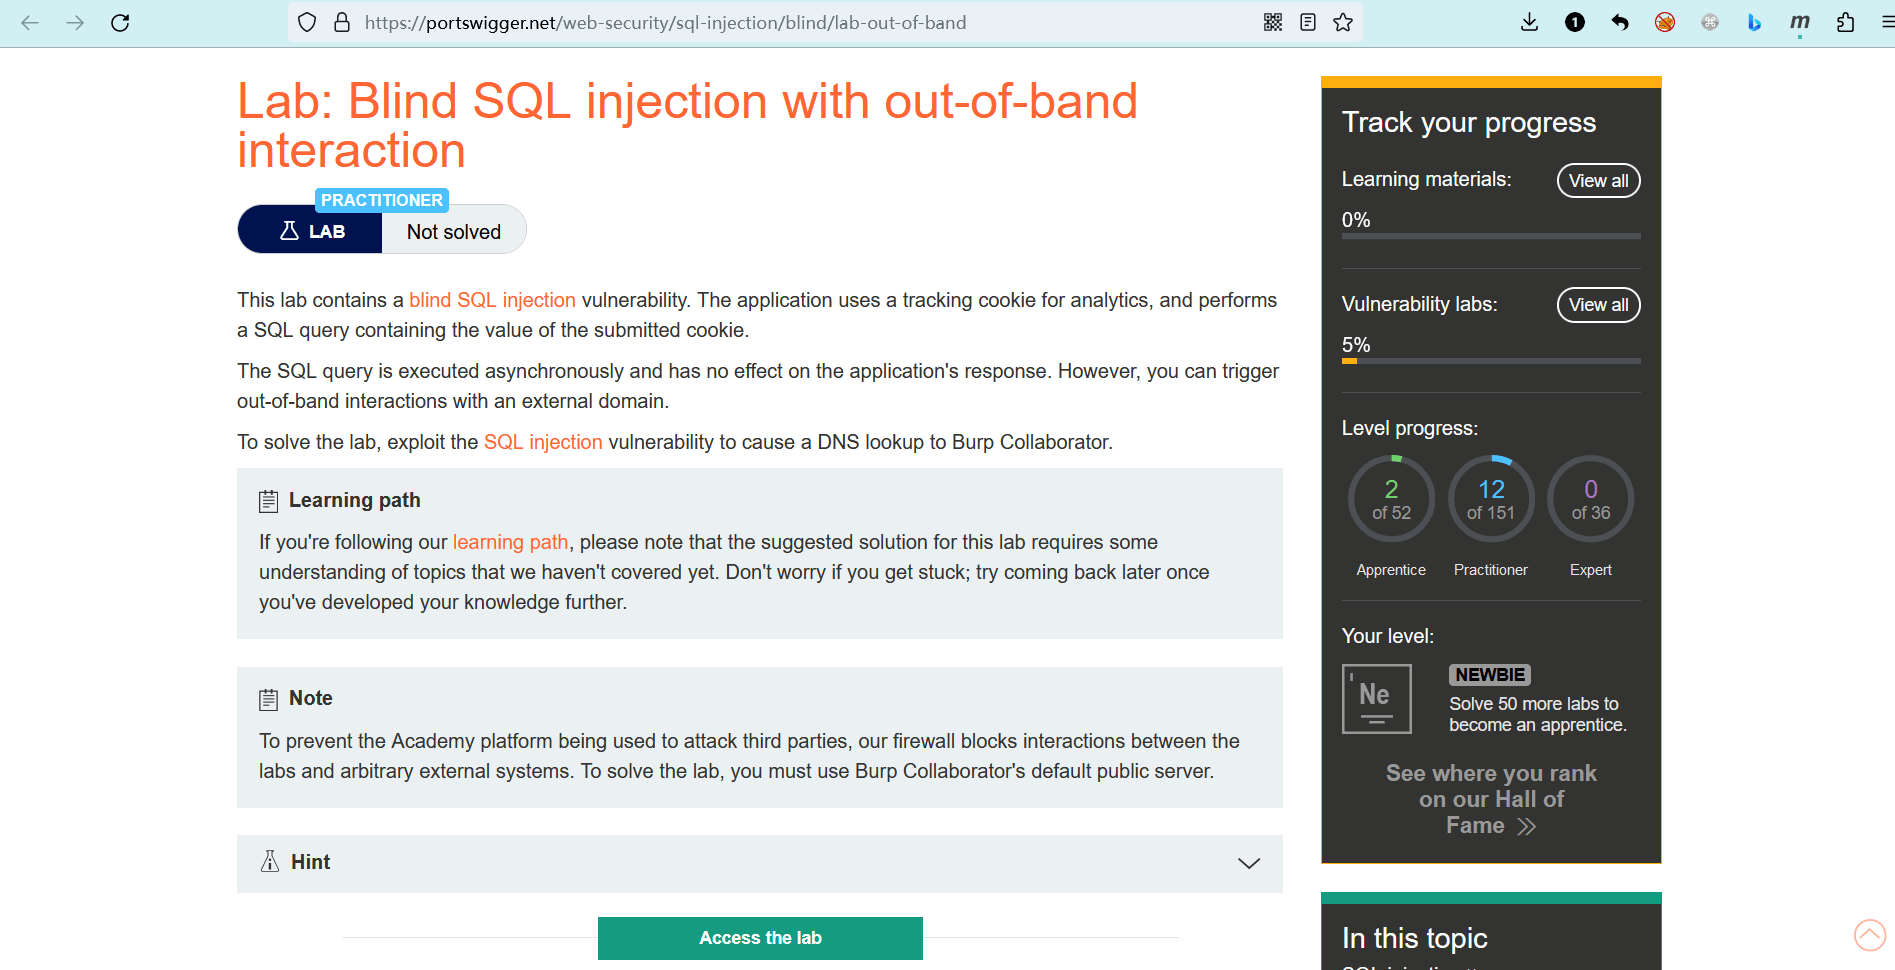 https://portswigger.net/web-security/sql-injection/blind/lab-out-of-band
1
m
Lab: Blind SQL injection with out-of-band
interaction
PRACTITIONER
LAB
Not solved
This lab contains a blind SQL injection vulnerability. The application uses a tracking cookie for analytics, and performs
a SQL query containing the value of the submitted cookie.
The SQL query is executed asynchronously and has no effect on the application's response. However, you can trigger
out-of-band interactions with an external domain.
To solve the lab, exploit the SQL injection vulnerability to cause a DNS lookup to Burp Collaborator.
Learning path
If you're following our learning path, please note that the suggested solution for this lab requires some
understanding of topics that we haven't covered yet. Don't worry if you get stuck; try coming back later once
you've developed your knowledge further.
Note
To prevent the Academy platform being used to attack third parties, our firewall blocks interactions between the
labs and arbitrary external systems. To solve the lab, you must use Burp Collaborator's default public server.
Hint
Access the lab
Track your progress
Learning materials:
View all
0%
Vulnerability labs:
View all
5%
Level progress:
2
of 52
12
of 151
0
of 36
Apprentice
Practitioner
Expert
Your level:
Ne
NEWBIE
Solve 50 more labs to
become an apprentice.
See where you rank
on our Hall of
Fame
In this topic